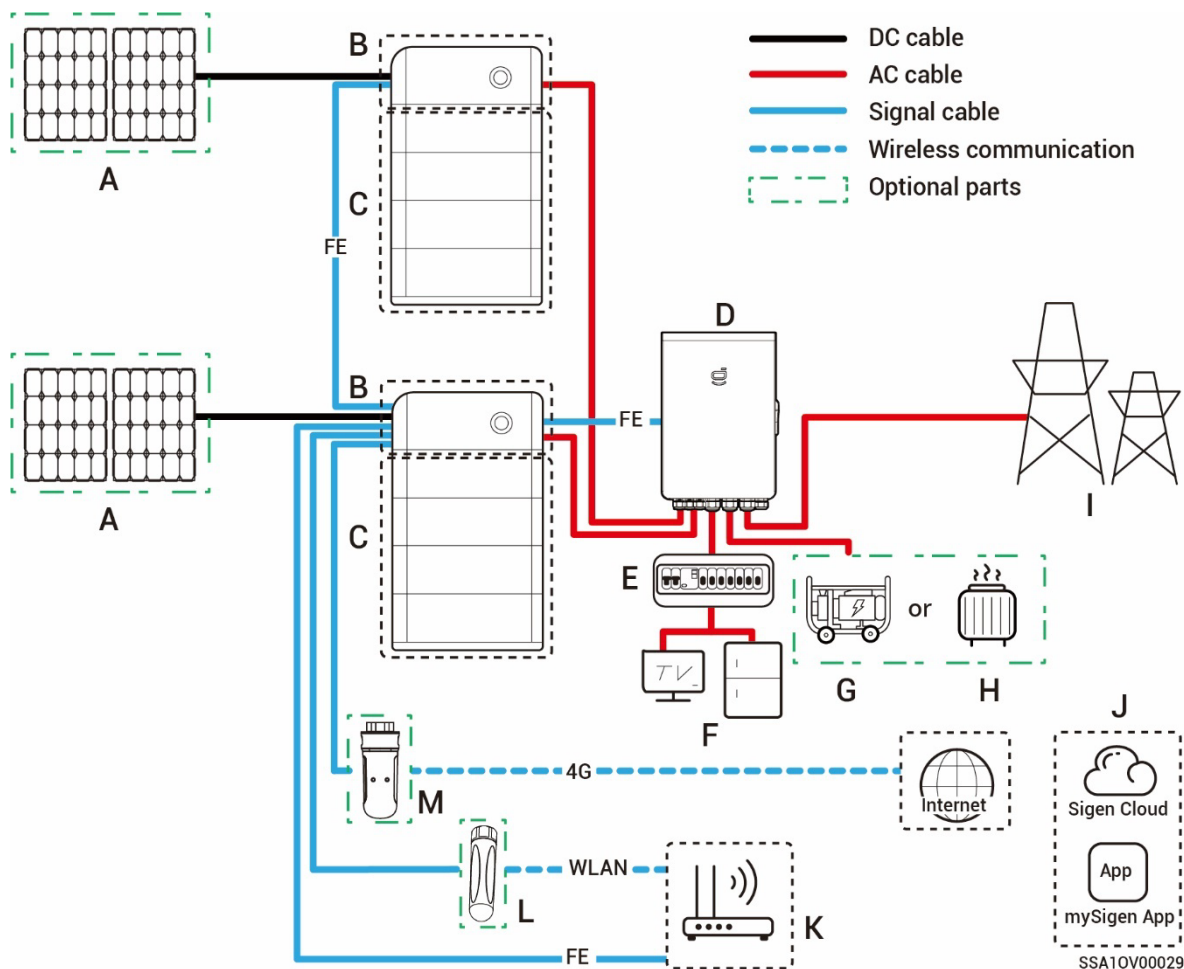 B
DC cable
AC cable
Signal cable
Wireless communication
Optional parts
A
C
FE
D
B
FE
A
C
I
E
or
TV
G
H
F
J
4G
Internet
M
Sigen Cloud
WLAN
App
L
K
mySigen App
FE
SSA1OV00029